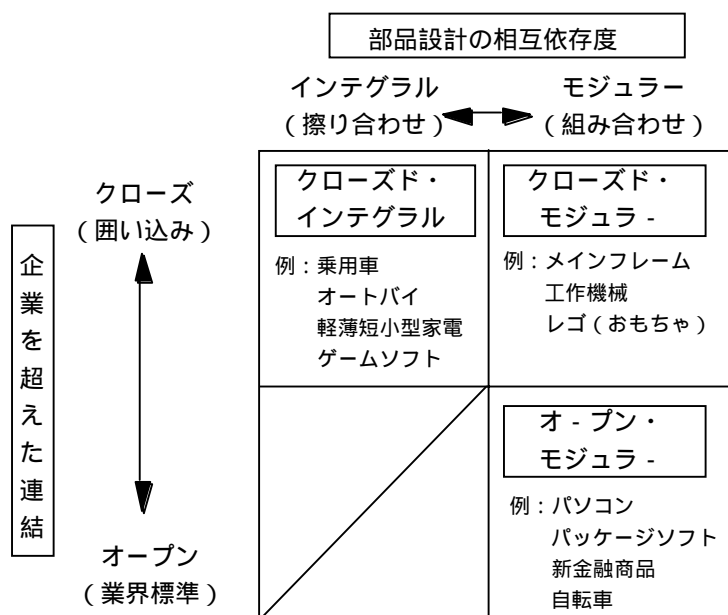 部品設計の相互依存度
インテグラル
(擦り合わせ)
モジュラー
(組み合わせ)
企業を超えた連結
クローズ
(囲い込み)
オープン
(業界標準)
クローズド・
インテグラル
例:乗用車
オートバイ
軽薄短小型家電
ゲームソフト
クローズド・
モジュラ-
例:メインフレーム
工作機械
レゴ(おもちゃ)
オ-プン・
モジュラ-
例:パソコン
パッケージソフト
新金融商品
自転車